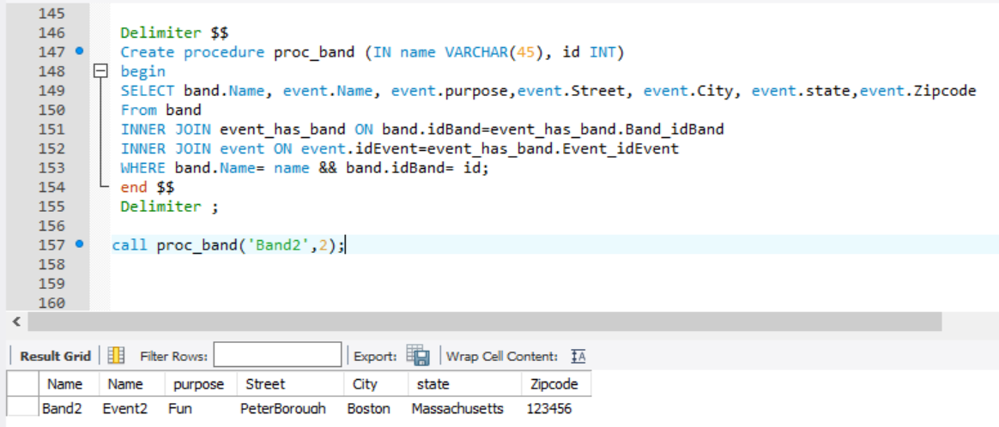 145
146 Delimiter $$
147 Create procedure proc_band (IN name VARCHAR(45), id INT)
148 begin
149 SELECT band.Name, event.Name, event.purpose,event.Street, event.City, event.state,event.Zipcode
150 From band
151 INNER JOIN event_has_band ON band.idBand=event_has_band.Band_idBand
152 INNER JOIN event ON event.idEvent=event_has_band.Event_idEvent
153 WHERE band.Name= name && band.idBand= id;
154 end $$
155 Delimiter ;
156
157 call proc_band('Band2',2);
158
159
160
Result Grid Filter Rows: Export: Wrap Cell Content: IA
Name Name purpose Street City state Zipcode
Band2 Event2 Fun PeterBorough Boston Massachusetts 123456